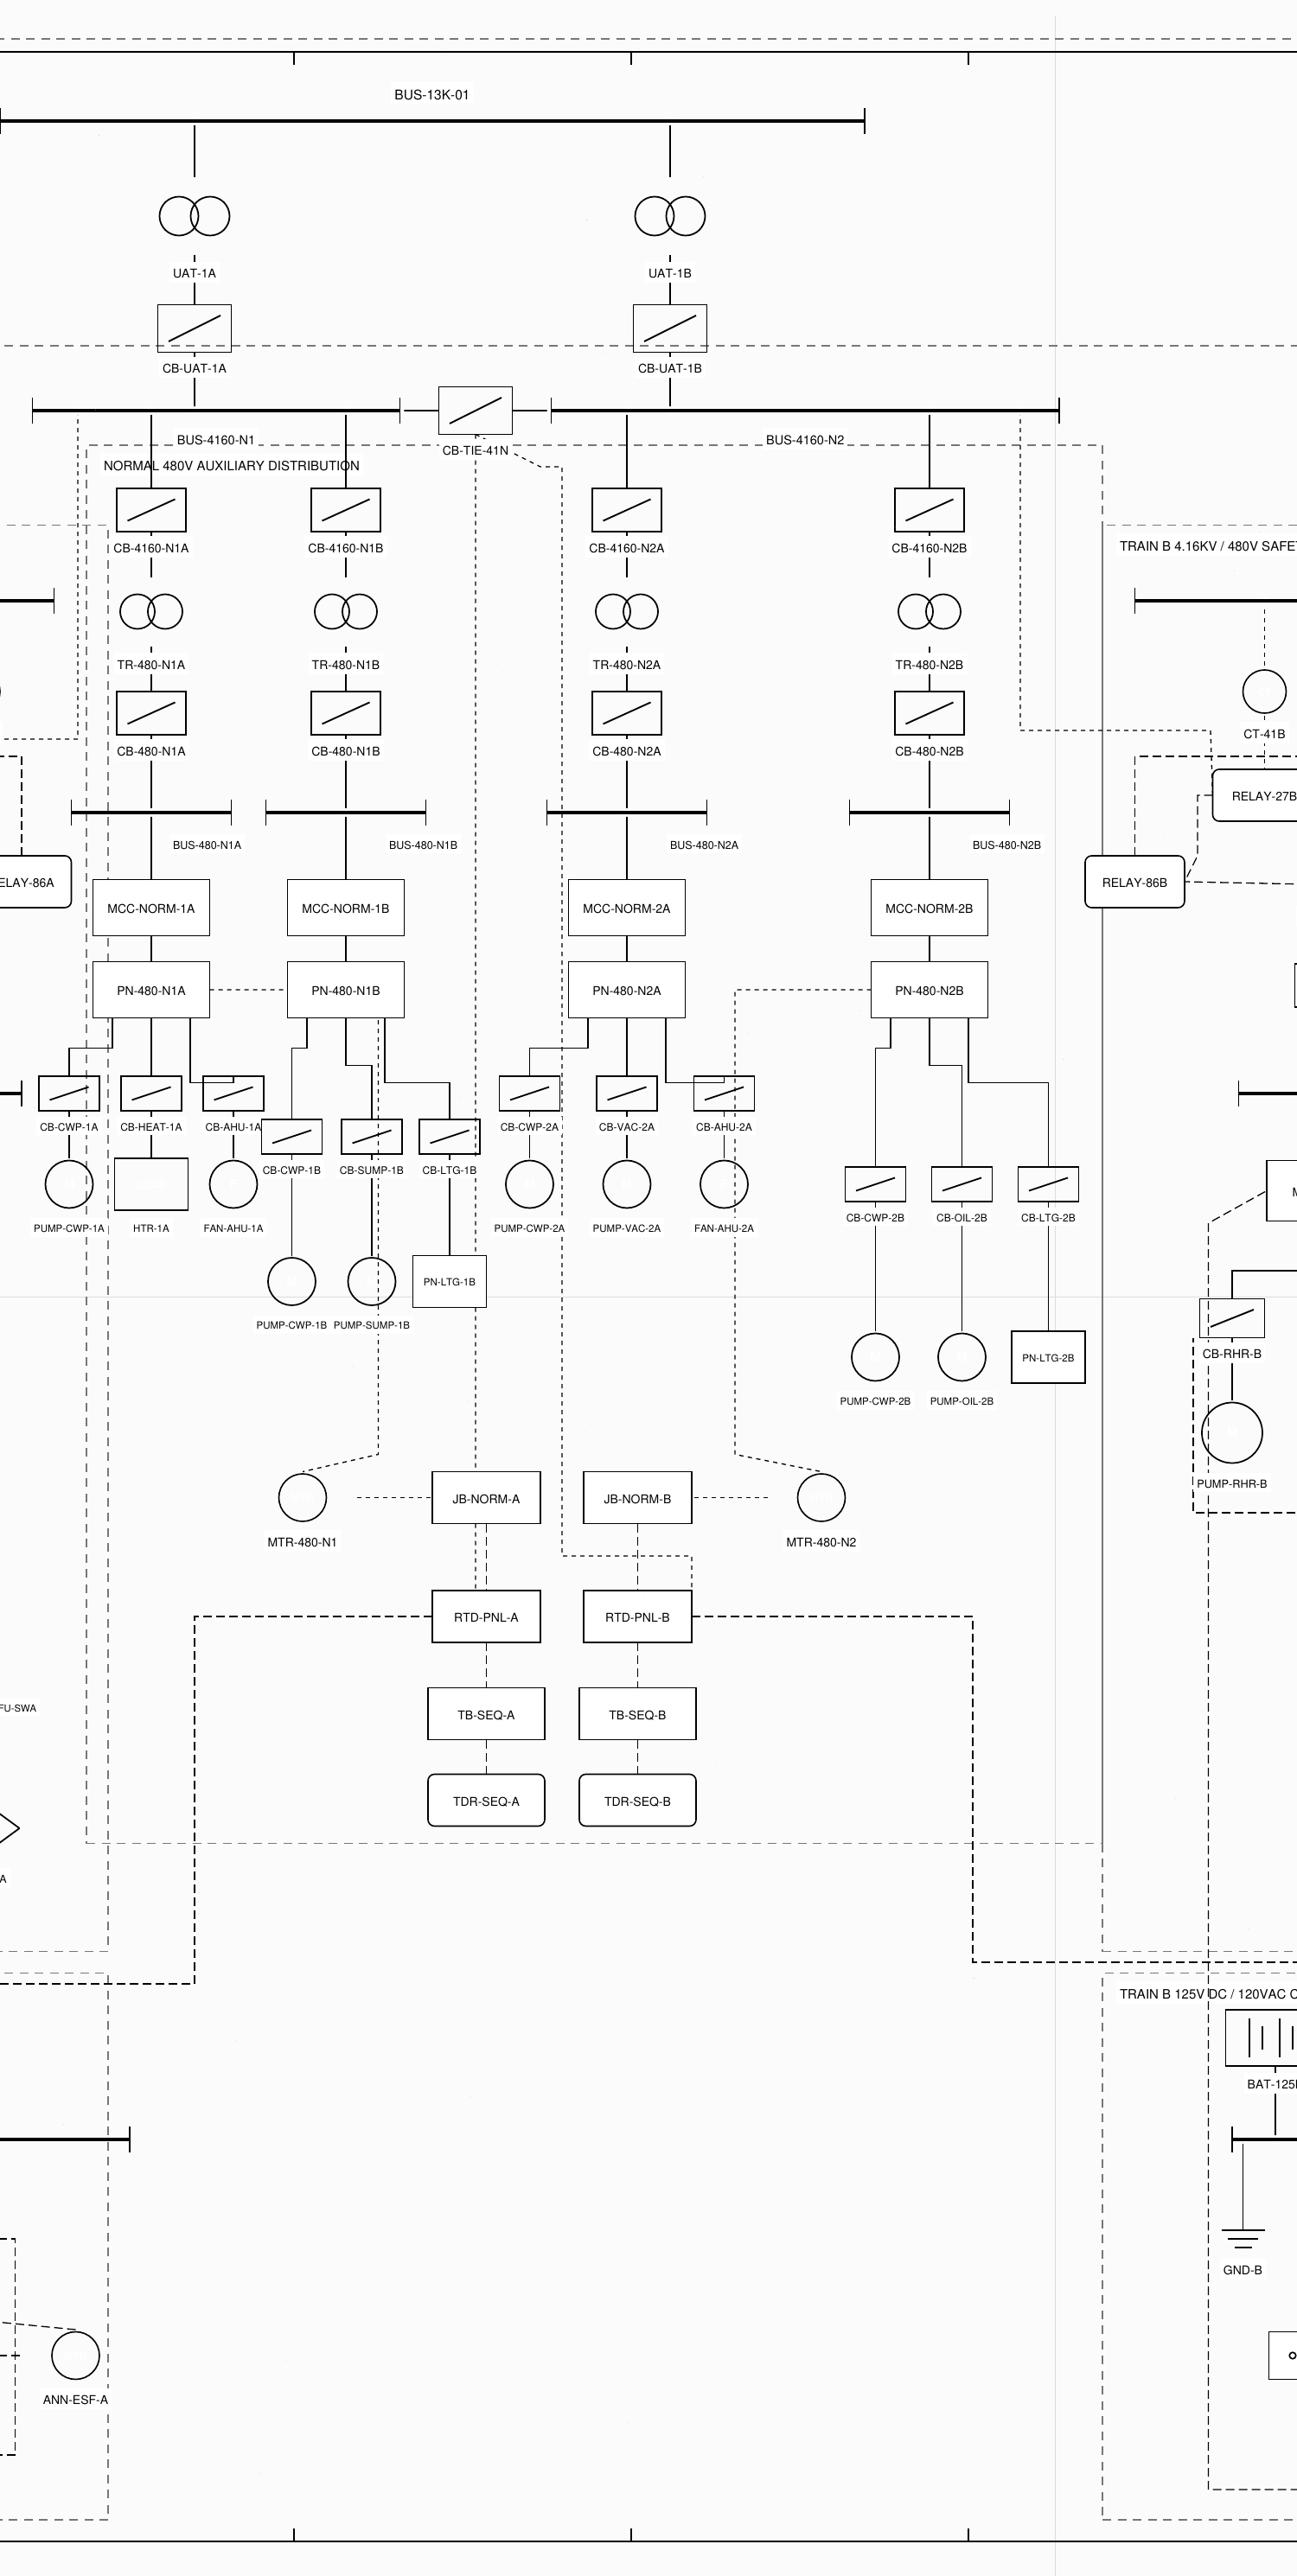 BUS-13K-01
UAT-1A
UAT-1B
CB-UAT-1A
CB-UAT-1B
BUS-4160-N1
CB-TIE-41N
BUS-4160-N2
NORMAL 480V AUXILIARY DISTRIBUTION
CB-4160-N1A
CB-4160-N1B
CB-4160-N2A
CB-4160-N2B
TRAIN B 4.16KV / 480V SAFE
TR-480-N1A
TR-480-N1B
TR-480-N2A
TR-480-N2B
CT-41B
CB-480-N1A
CB-480-N1B
CB-480-N2A
CB-480-N2B
RELAY-27B
BUS-480-N1A
BUS-480-N1B
BUS-480-N2A
BUS-480-N2B
ELAY-86A
RELAY-86B
MCC-NORM-1A
MCC-NORM-1B
MCC-NORM-2A
MCC-NORM-2B
PN-480-N1A
PN-480-N1B
PN-480-N2A
PN-480-N2B
CB-CWP-1A
CB-HEAT-1A
CB-AHU-1A
CB-CWP-2A
CB-VAC-2A
CB-AHU-2A
CB-CWP-1B
CB-SUMP-1B
CB-LTG-1B
CB-CWP-2B
CB-OIL-2B
CB-LTG-2B
PUMP-CWP-1A
HTR-1A
FAN-AHU-1A
PUMP-CWP-2A
PUMP-VAC-2A
FAN-AHU-2A
PN-LTG-1B
PUMP-CWP-1B
PUMP-SUMP-1B
PN-LTG-2B
CB-RHR-B
PUMP-CWP-2B
PUMP-OIL-2B
PUMP-RHR-B
JB-NORM-A
JB-NORM-B
MTR-480-N1
MTR-480-N2
RTD-PNL-A
RTD-PNL-B
FU-SWA
TB-SEQ-A
TB-SEQ-B
TDR-SEQ-A
TDR-SEQ-B
A
TRAIN B 125V DC / 120VAC
BAT-125
GND-B
ANN-ESF-A